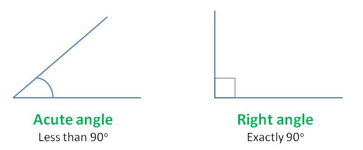 Acute angle
Less than 90°
Right angle
Exactly 90°